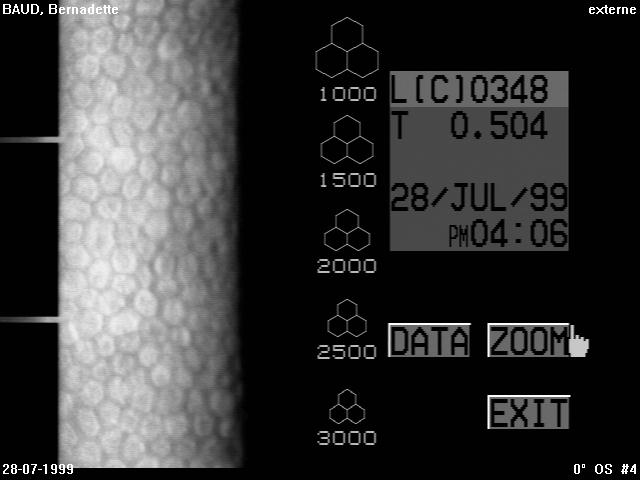 BAUD, Bernadette
externe
1000
1500
2000
2500
3000
L[C]0348
T 0.504
28/JUL/99
PM04:06
DATA
ZOOM
EXIT
28-07-1999
0° OS #4